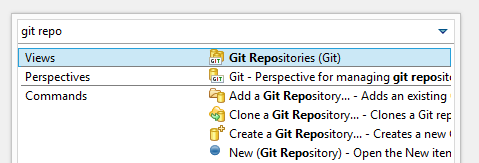 git repo
Views Git Repositories (Git)
Perspectives Git - Perspective for managing git reposit
Commands Add a Git Repository... - Adds an existing
Clone a Git Repository... - Clones a Git rep
Create a Git Repository... - Creates a new
New (Git Repository) - Open the New item